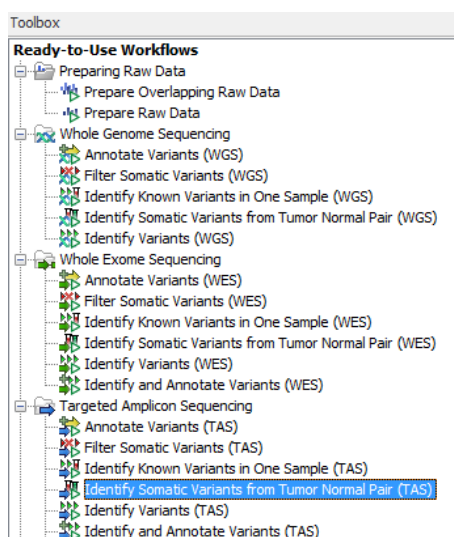 Toolbox
Ready-to-Use Workflows
Preparing Raw Data
Prepare Overlapping Raw Data
Prepare Raw Data
Whole Genome Sequencing
Annotate Variants (WGS)
Filter Somatic Variants (WGS)
Identify Known Variants in One Sample (WGS)
Identify Somatic Variants from Tumor Normal Pair (WGS)
Identify Variants (WGS)
Whole Exome Sequencing
Annotate Variants (WES)
Filter Somatic Variants (WES)
Identify Known Variants in One Sample (WES)
Identify Somatic Variants from Tumor Normal Pair (WES)
Identify Variants (WES)
Identify and Annotate Variants (WES)
Targeted Amplicon Sequencing
Annotate Variants (TAS)
Filter Somatic Variants (TAS)
Identify Known Variants in One Sample (TAS)
Identify Somatic Variants from Tumor Normal Pair (TAS)
Identify Variants (TAS)
Identify and Annotate Variants (TAS)